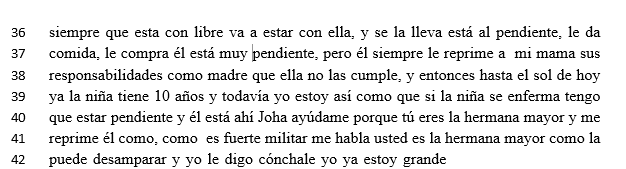 36 siempre que esta con libre va a estar con ella, y se la lleva está al pendiente, le da
37 comida, le compra él está muy pendiente, pero él siempre le reprime a mi mama sus
38 responsabilidades como madre que ella no las cumple, y entonces hasta el sol de hoy
39 ya la niña tiene 10 años y todavía yo estoy así como que si la niña se enferma tengo
40 que estar pendiente y él está ahí Joha ayúdame porque tú eres la hermana mayor y me
41 reprime él como, como es fuerte militar me habla usted es la hermana mayor como la
42 puede desamparar y yo le digo cónchale yo ya estoy grande